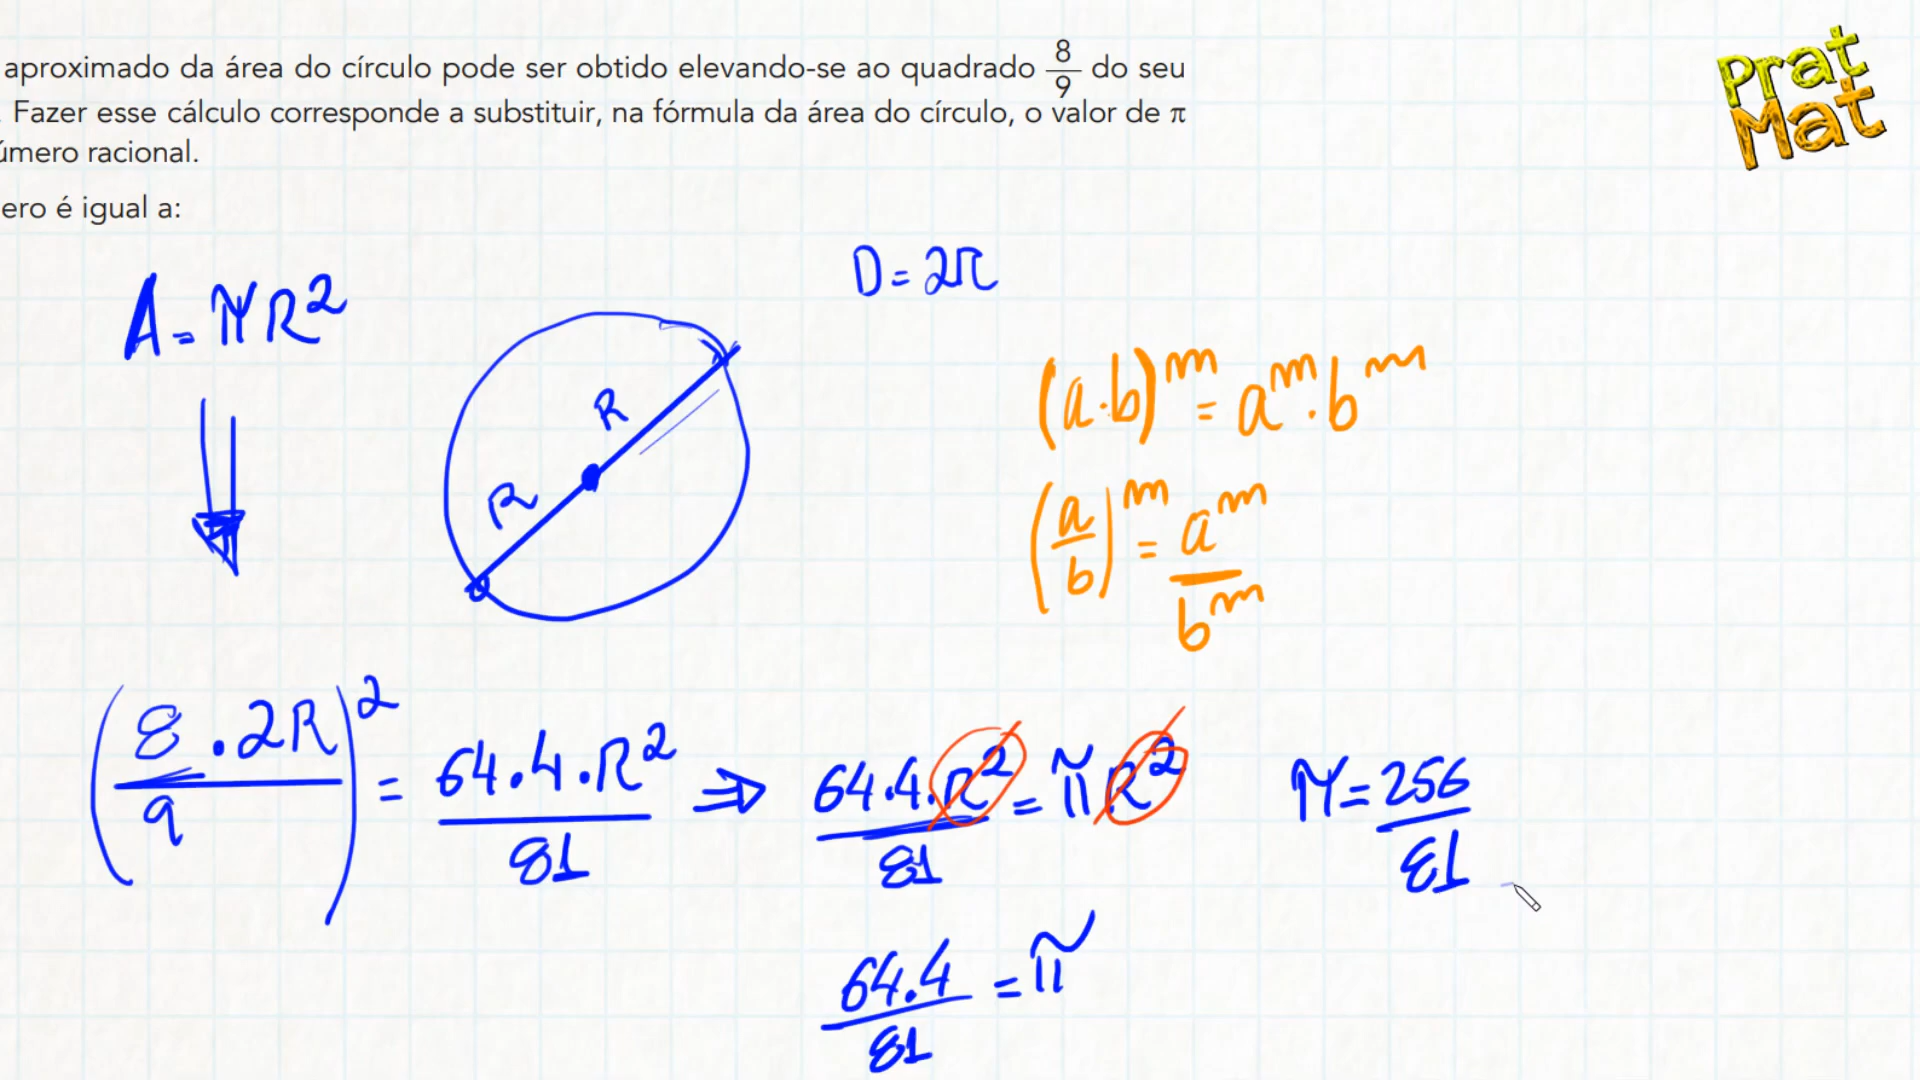 aproximado da área do círculo pode ser obtido elevando-se ao quadrado 8/9 do seu
. Fazer esse cálculo corresponde a substituir, na fórmula da área do círculo, o valor de π
úmero racional.
ero é igual a:
Prat
Mat
D = 2R
A = πR²
(a·b)^m = a^m · b^m
R
R
(a/b)^m = a^m/b^m
(8·2R/9)² = 64·4·R²/81 ⇒ 64·4·R²/81 = πR²
π = 256/81
64·4/81 = π